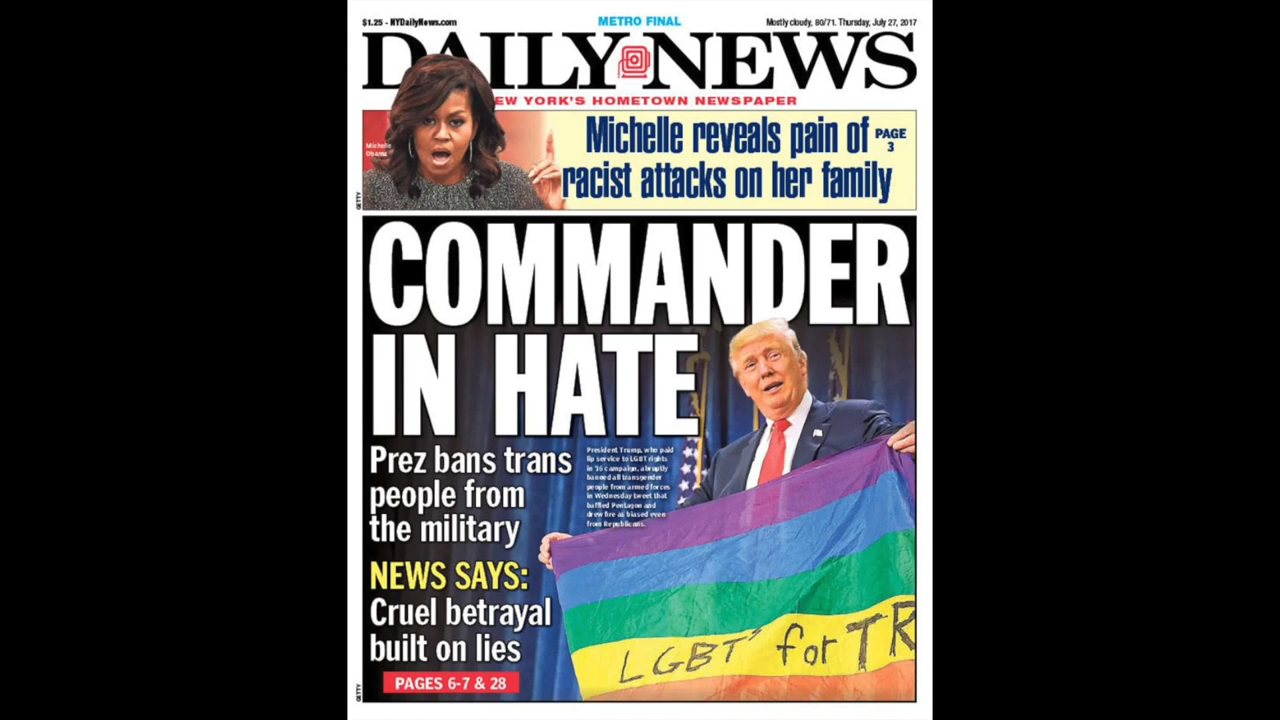 $1.25 - NYDailyNews.com
METRO FINAL
Mostly cloudy, 80/71. Thursday, July 27, 2017
DAILY NEWS
EW YORK'S HOMETOWN NEWSPAPER
Michelle
Obama
Michelle reveals pain of
racist attacks on her family
PAGE
3
GETTY
COMMANDER
IN HATE
Prez bans trans
people from
the military
President Trump, who paid
lip service to LGBT rights
in '16 campaign, abruptly
banned all transgender
people from armed forces
in Wednesday tweet that
baffled Pentagon and
drew fire as biased even
from Republicans.
NEWS SAYS:
Cruel betrayal
built on lies
PAGES 6-7 & 28
LGBT' for TR
GETTY